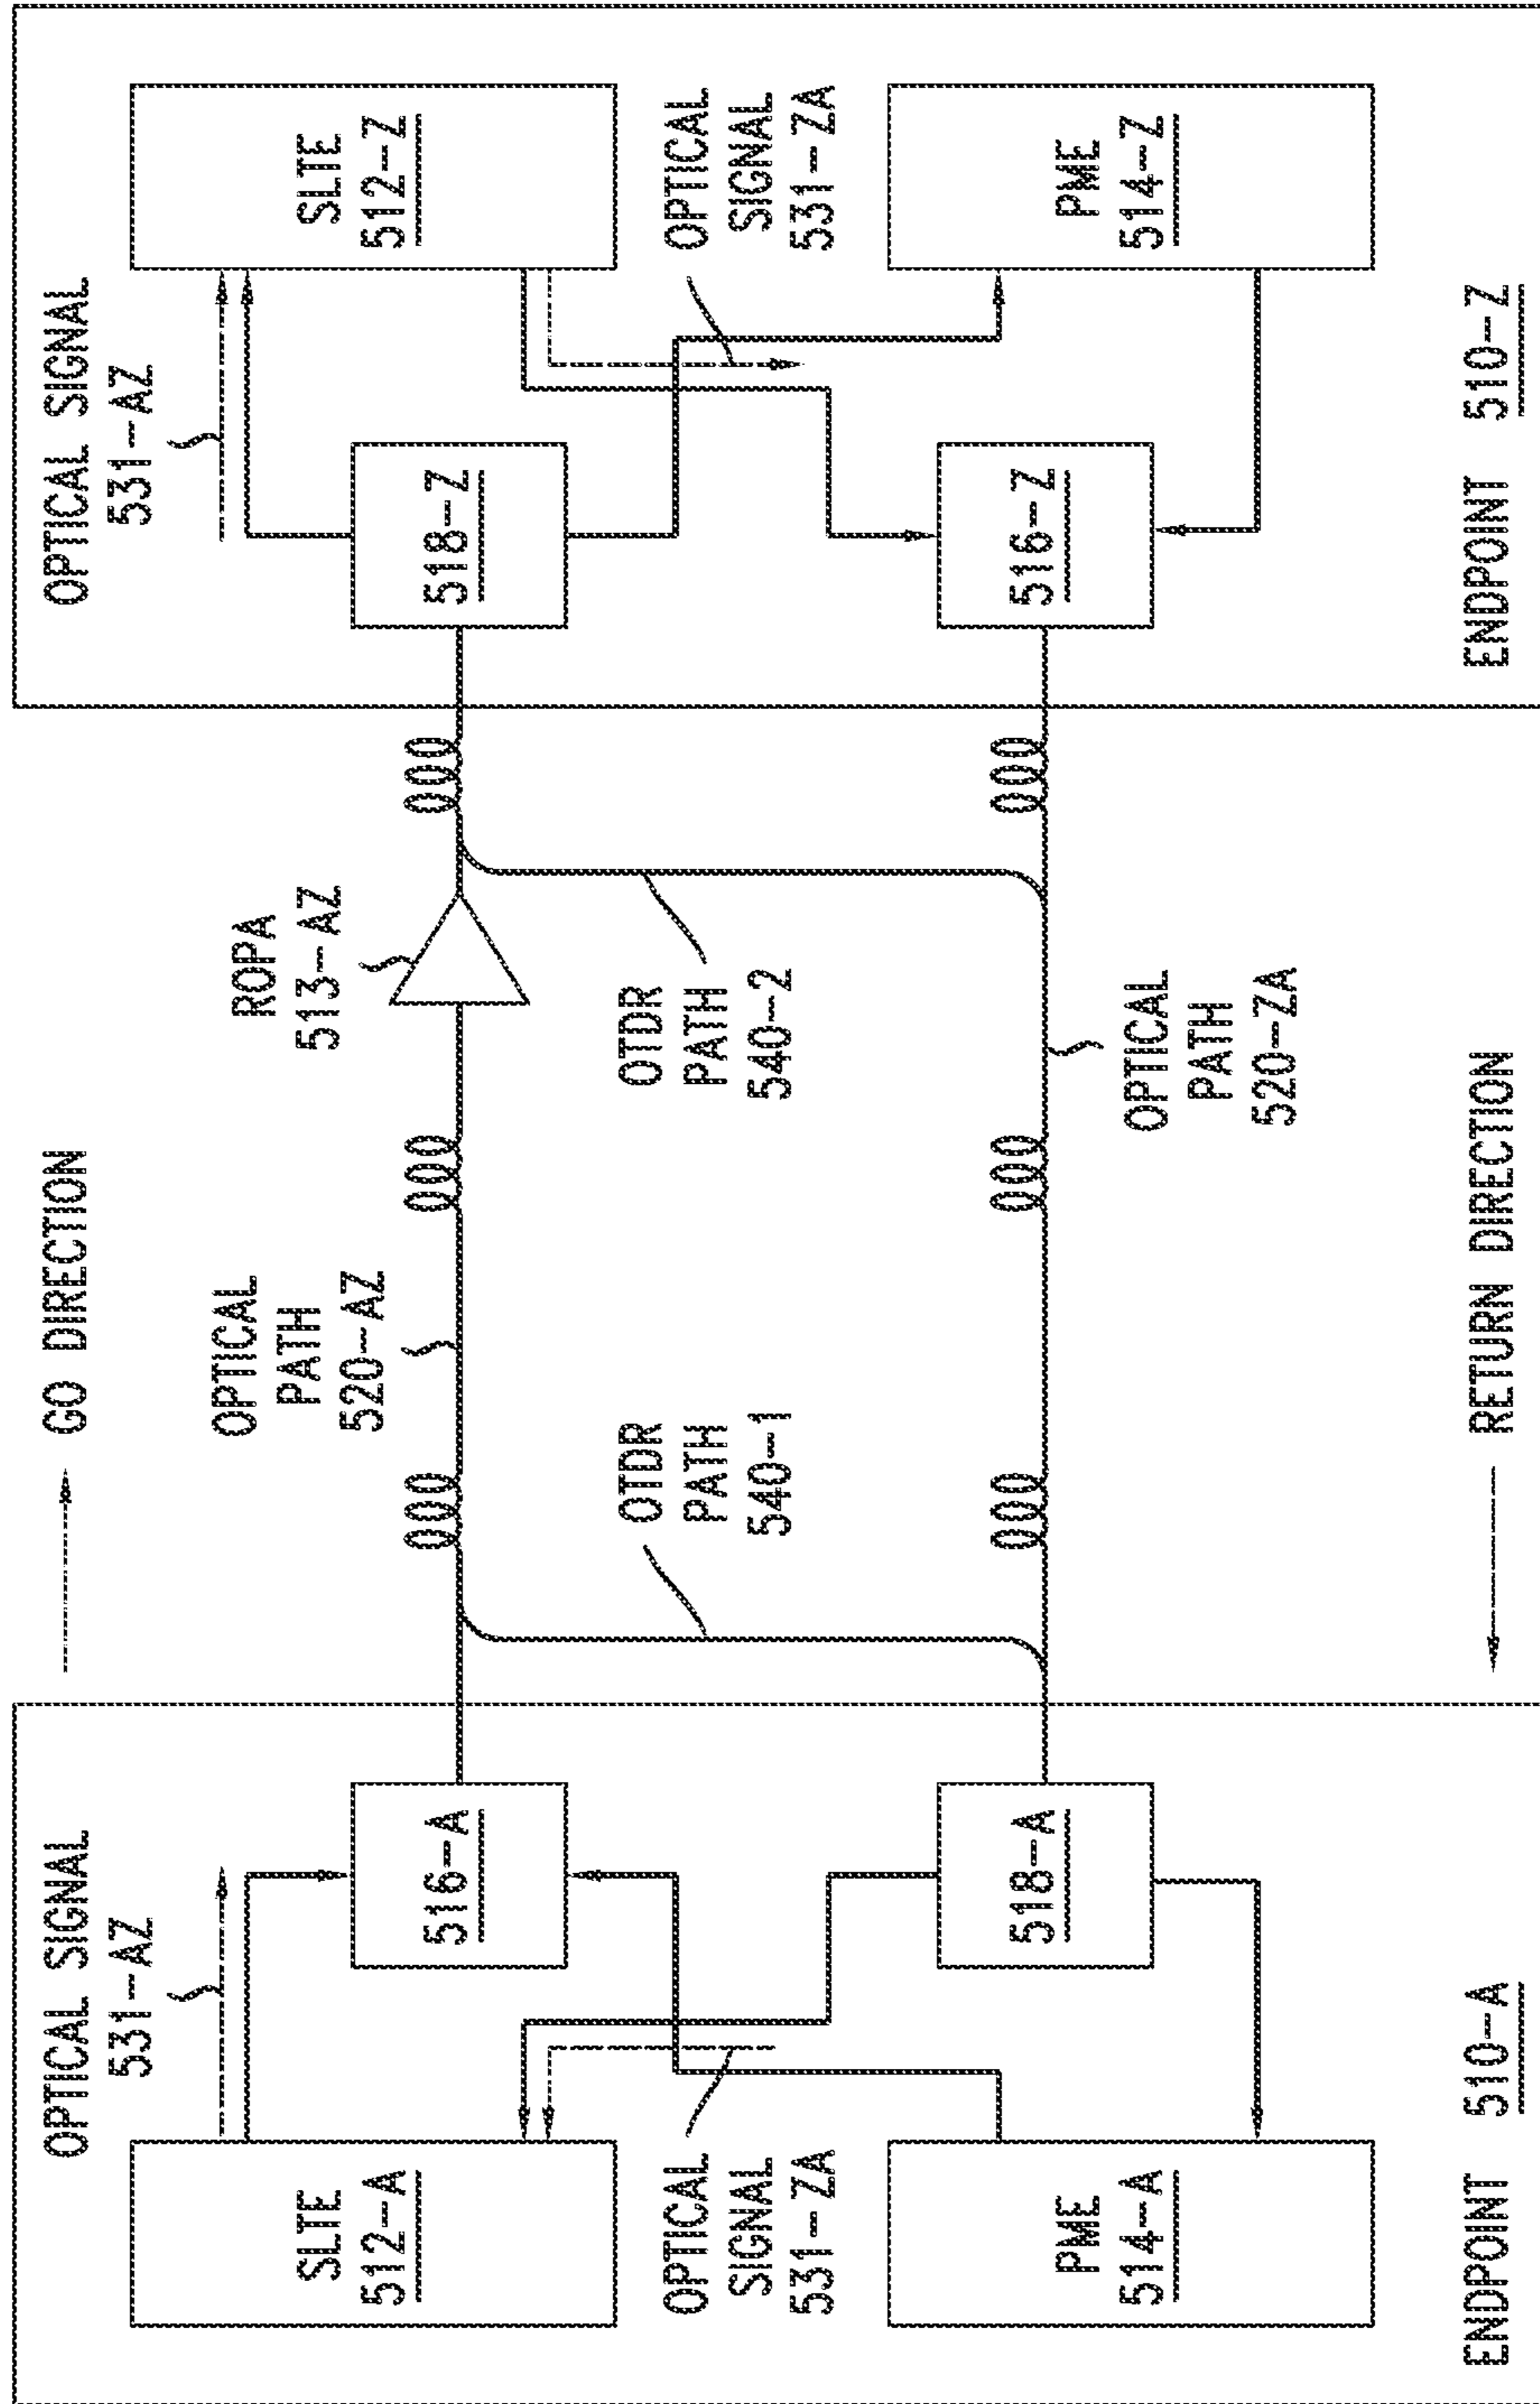 GO DIRECTION
OPTICAL SIGNAL
531-AZ
SLTE
512-A
516-A
OPTICAL
SIGNAL
531-ZA
PME
514-A
518-A
ENDPOINT 510-A
OPTICAL
PATH
520-AZ
ROPA
513-AZ
OTDR
PATH
540-1
OTDR
PATH
540-2
OPTICAL
PATH
520-ZA
RETURN DIRECTION
OPTICAL SIGNAL
531-AZ
SLTE
512-Z
518-Z
OPTICAL
SIGNAL
531-ZA
PME
514-Z
516-Z
ENDPOINT 510-Z